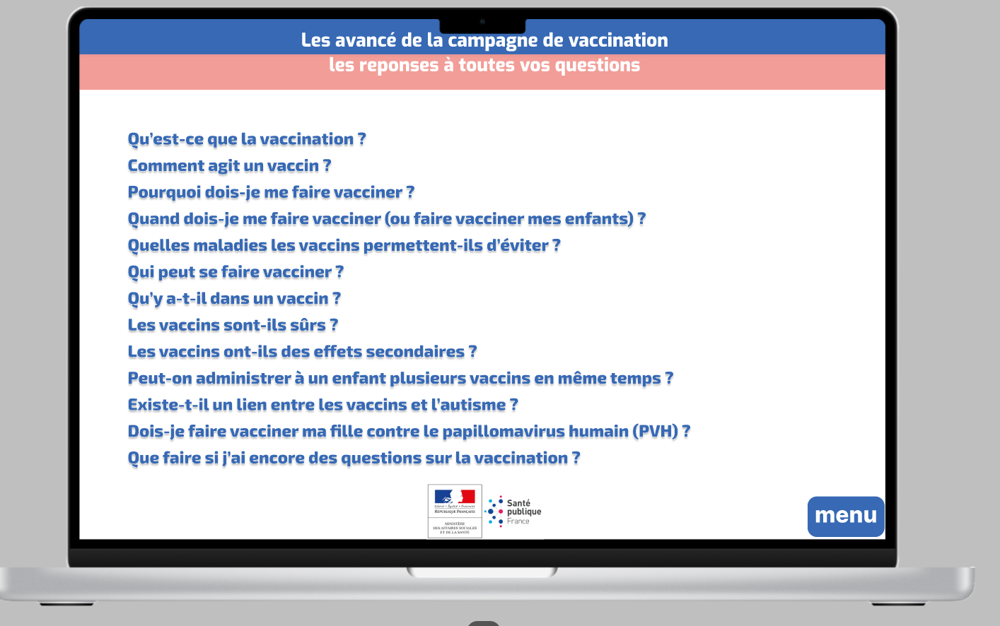 Les avancé de la campagne de vaccination
les reponses à toutes vos questions
Qu’est-ce que la vaccination ?
Comment agit un vaccin ?
Pourquoi dois-je me faire vacciner ?
Quand dois-je me faire vacciner (ou faire vacciner mes enfants) ?
Quelles maladies les vaccins permettent-ils d’éviter ?
Qui peut se faire vacciner ?
Qu’y a-t-il dans un vaccin ?
Les vaccins sont-ils sûrs ?
Les vaccins ont-ils des effets secondaires ?
Peut-on administrer à un enfant plusieurs vaccins en même temps ?
Existe-t-il un lien entre les vaccins et l’autisme ?
Dois-je faire vacciner ma fille contre le papillomavirus humain (PVH) ?
Que faire si j’ai encore des questions sur la vaccination ?
Liberté • Égalité • Fraternité
RÉPUBLIQUE FRANÇAISE
MINISTÈRE
DES AFFAIRES SOCIALES
ET DE LA SANTÉ
Santé
publique
France
menu